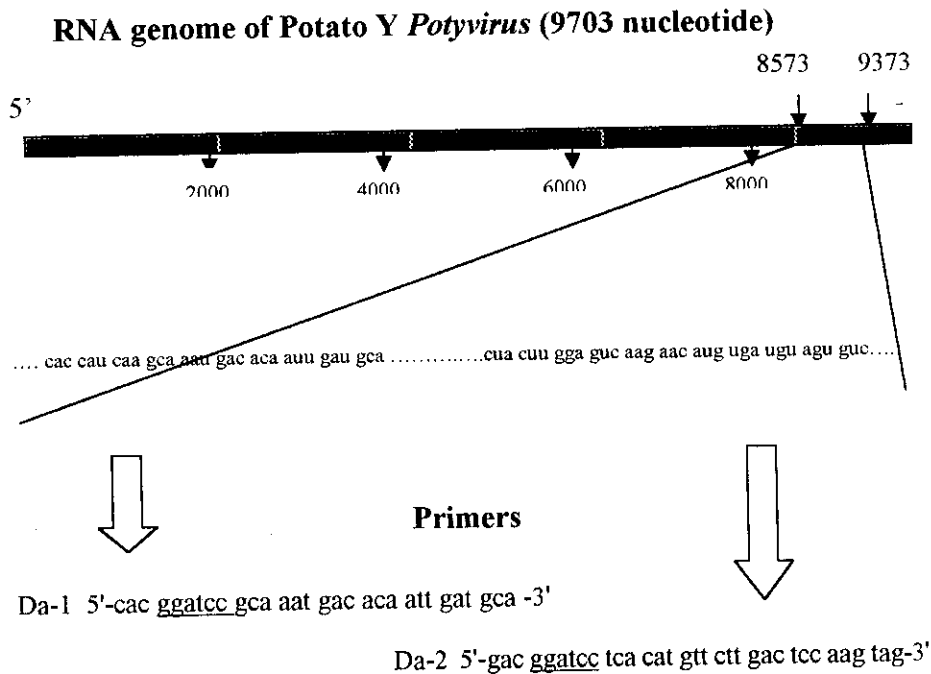 RNA genome of Potato Y Potyvirus (9703 nucleotide)
8573 9373
5'
2000 4000 6000 8000
.... cac cau caa gca aau gac aca auu gau gca ................cua cuu gga guc aag aac aug uga ugu agu guc....
Primers
Da-1 5'-cac ggatcc gca aat gac aca att gat gca -3'
Da-2 5'-gac ggatcc tca cat gtt ctt gac tcc aag tag-3'